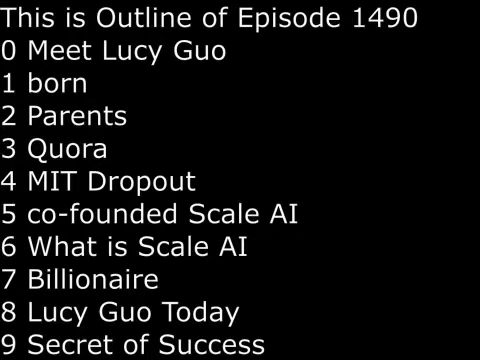 This is Outline of Episode 1490
0 Meet Lucy Guo
1 born
2 Parents
3 Quora
4 MIT Dropout
5 co-founded Scale AI
6 What is Scale AI
7 Billionaire
8 Lucy Guo Today
9 Secret of Success